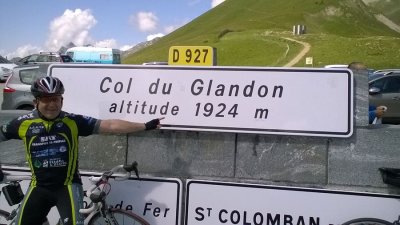 D 927
Col du Glandon
altitude 1924 m
de Fer
ST COLOMBAN